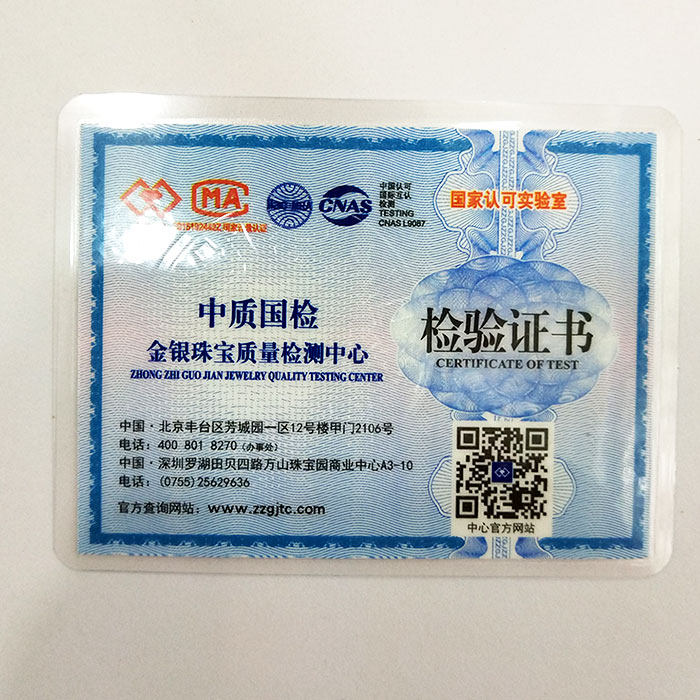 MA
CNAS
中国认可
国际互认
检测
TESTING
CNAS L9087
国家认可实验室
中质国检
金银珠宝质量检测中心
ZHONG ZHI GUO JIAN JEWELRY QUALITY TESTING CENTER
检验证书
CERTIFICATE OF TEST
中国·北京丰台区芳城园一区12号楼甲门2106号
电话：400 801 8270 (办事处)
中国·深圳罗湖田贝四路万山珠宝园商业中心A3-10
电话：(0755)25629636
官方查询网站：www.zzgjtc.com
中心官方网站